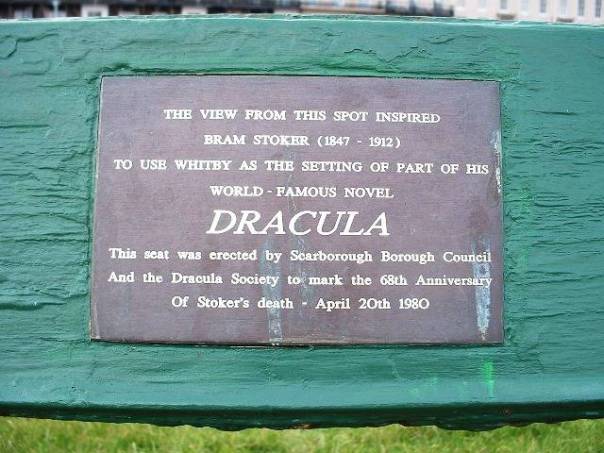 THE VIEW FROM THIS SPOT INSPIRED
BRAM STOKER (1847 - 1912)
TO USE WHITBY AS THE SETTING OF PART OF HIS
WORLD - FAMOUS NOVEL
DRACULA
This seat was erected by Scarborough Borough Council
And the Dracula Society to mark the 68th Anniversary
Of Stoker's death - April 20th 1980